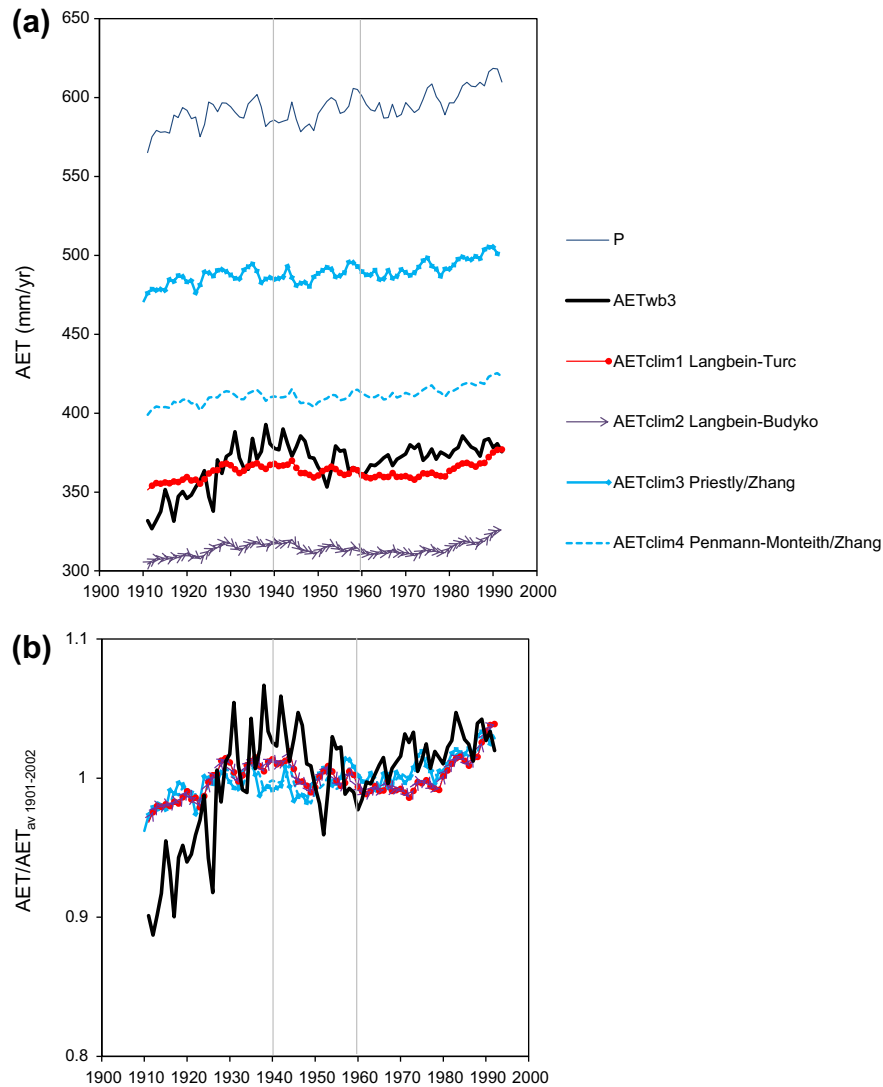 (a)
650
600
550
500
450
400
350
300
AET (mm/yr)
1900 1910 1920 1930 1940 1950 1960 1970 1980 1990 2000
P
AETwb3
AETclim1 Langbein-Turc
AETclim2 Langbein-Budyko
AETclim3 Priestly/Zhang
AETclim4 Penmann-Monteith/Zhang
(b)
1.1
1
0.9
0.8
AET/AETav 1901-2002
1900 1910 1920 1930 1940 1950 1960 1970 1980 1990 2000